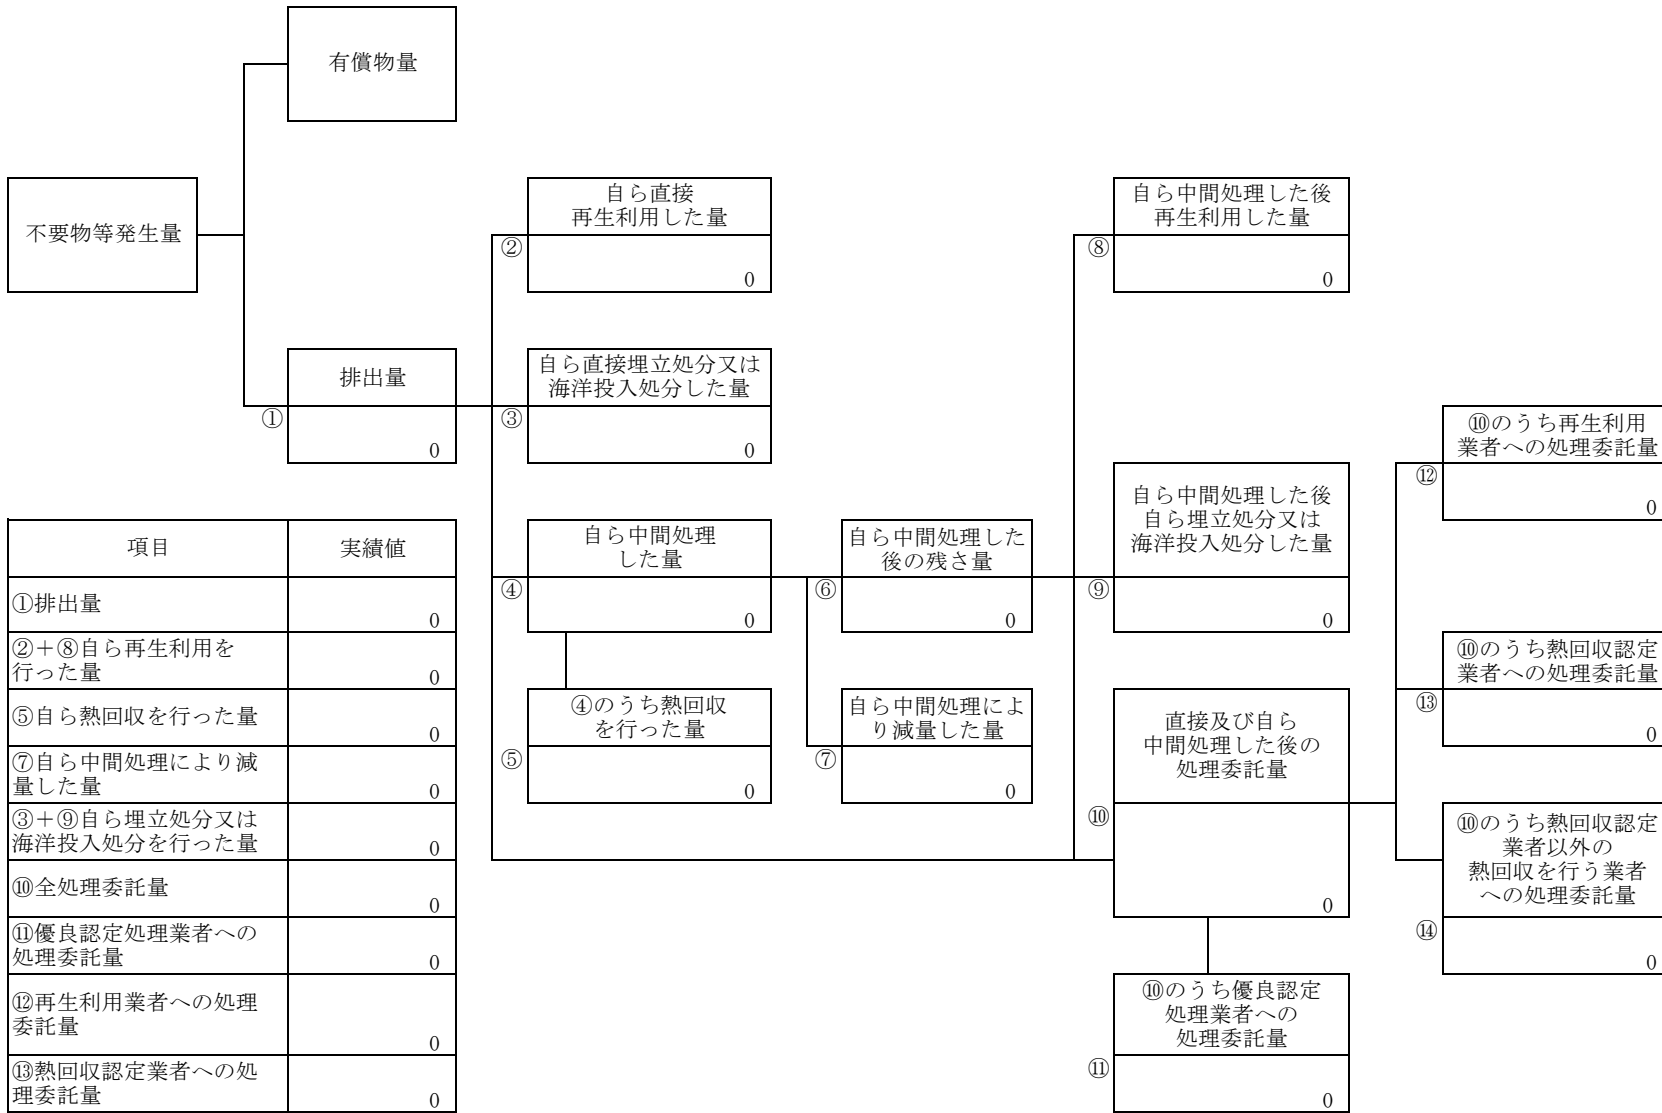 有償物量
不要物等発生量
自ら直接
再生利用した量
②
0
自ら中間処理した後
再生利用した量
⑧
0
排出量
①
0
自ら直接埋立処分又は
海洋投入処分した量
③
0
⑩のうち再生利用
業者への処理委託量
⑫
0
自ら中間処理した後
自ら埋立処分又は
海洋投入処分した量
⑨
0
自ら中間処理
した量
④
0
自ら中間処理した
後の残さ量
⑥
0
⑩のうち熱回収認定
業者への処理委託量
⑬
0
④のうち熱回収
を行った量
⑤
0
自ら中間処理によ
り減量した量
⑦
0
直接及び自ら
中間処理した後の
処理委託量
⑩
0
⑩のうち熱回収認定
業者以外の
熱回収を行う業者
への処理委託量
⑭
0
⑩のうち優良認定
処理業者への
処理委託量
⑪
0
項目 実績値
①排出量
0
②＋⑧自ら再生利用を
行った量
0
⑤自ら熱回収を行った量
0
⑦自ら中間処理により減
量した量
0
③＋⑨自ら埋立処分又は
海洋投入処分を行った量
0
⑩全処理委託量
0
⑪優良認定処理業者への
処理委託量
0
⑫再生利用業者への処理
委託量
0
⑬熱回収認定業者への処
理委託量
0